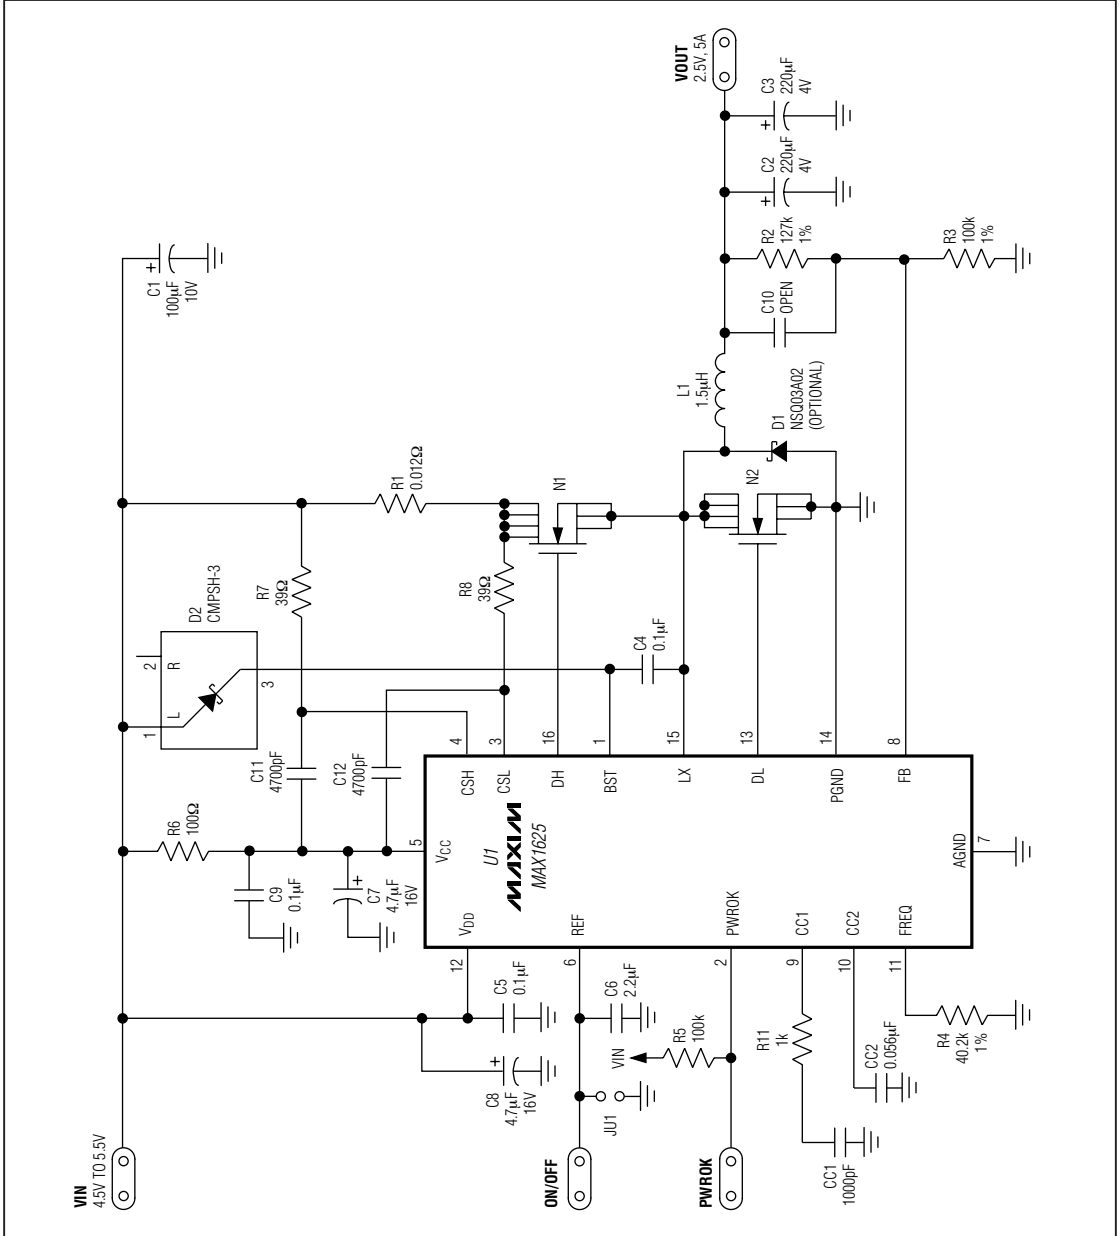 VIN
4.5V TO 5.5V
ON/OFF
PWROK
C8
4.7µF
16V
C5
0.1µF
JU1
C6
2.2µF
VIN
R5
100k
R11
1k
CC1
1000pF
CC2
0.056µF
R4
40.2k
1%
12
6
2
9
10
11
VDD
REF
PWROK
CC1
CC2
FREQ
U1
MAXIM
MAX1625
AGND
7
VCC
5
CSH
4
CSL
3
DH
16
BST
1
LX
15
DL
13
PGND
14
FB
8
C9
0.1µF
C7
4.7µF
16V
R6
100Ω
C11
4700pF
C12
4700pF
D2
CMPSH-3
1
L
2
R
3
R7
39Ω
R8
39Ω
C4
0.1µF
R1
0.012Ω
N1
N2
D1
NSQ03A02
(OPTIONAL)
L1
1.5µH
C1
100µF
10V
C10
OPEN
R2
127k
1%
R3
100k
1%
C2
220µF
4V
C3
220µF
4V
VOUT
2.5V, 5A